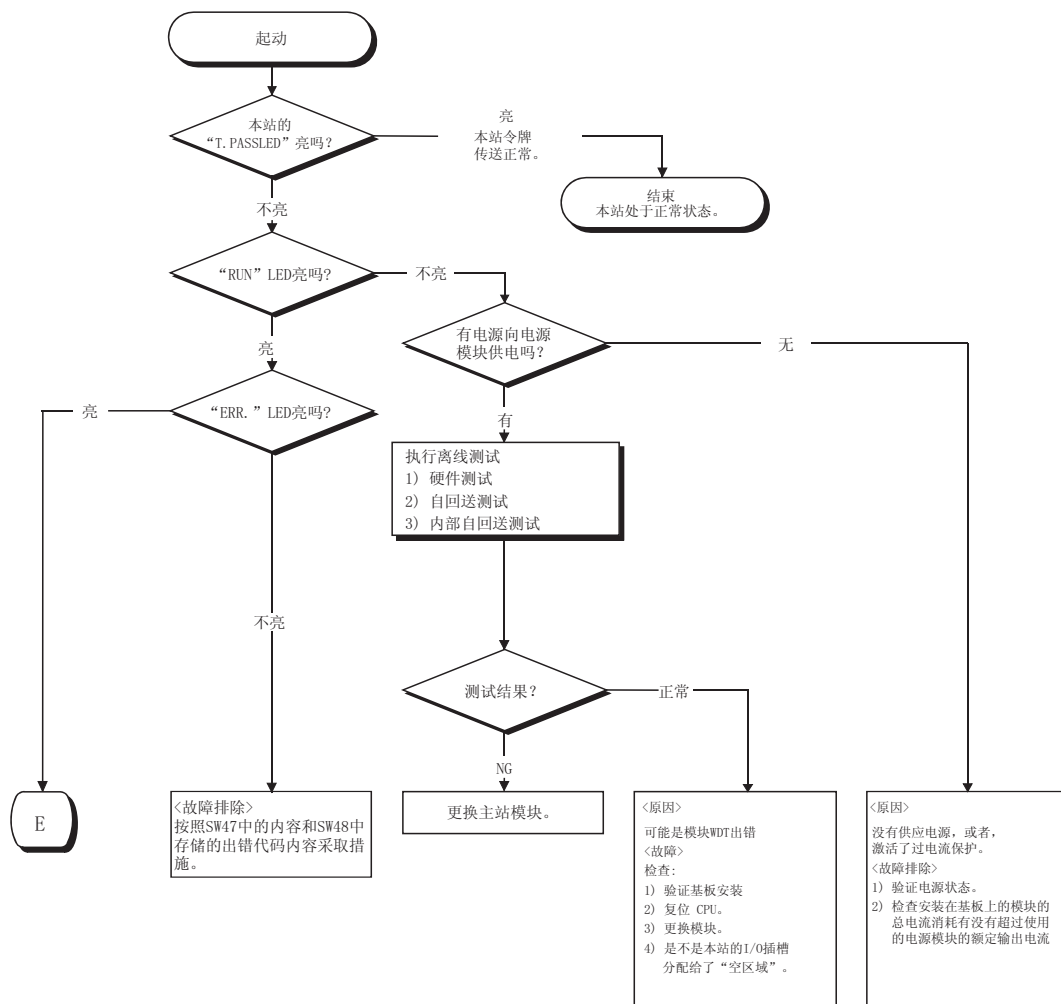 起动
本站的
“T.PASSLED”亮吗?
亮
本站令牌
传送正常。
结束
本站处于正常状态。
不亮
“RUN”LED亮吗?
不亮
有电源向电源
模块供电吗?
无
亮
“ERR.”LED亮吗?
亮
有
执行离线测试
1) 硬件测试
2) 自回送测试
3) 内部自回送测试
不亮
测试结果?
正常
NG
E
<故障排除>
按照SW47中的内容和SW48中
存储的出错代码内容采取措
施。
更换主站模块。
<原因>
可能是模块WDT出错
<故障>
检查:
1) 验证基板安装
2) 复位 CPU。
3) 更换模块。
4) 是不是本站的I/O插槽
分配给了“空区域”。
<原因>
没有供应电源，或者，
激活了过电流保护。
<故障排除>
1) 验证电源状态。
2) 检查安装在基板上的模块的
总电流消耗有没有超过使用
的电源模块的额定输出电流